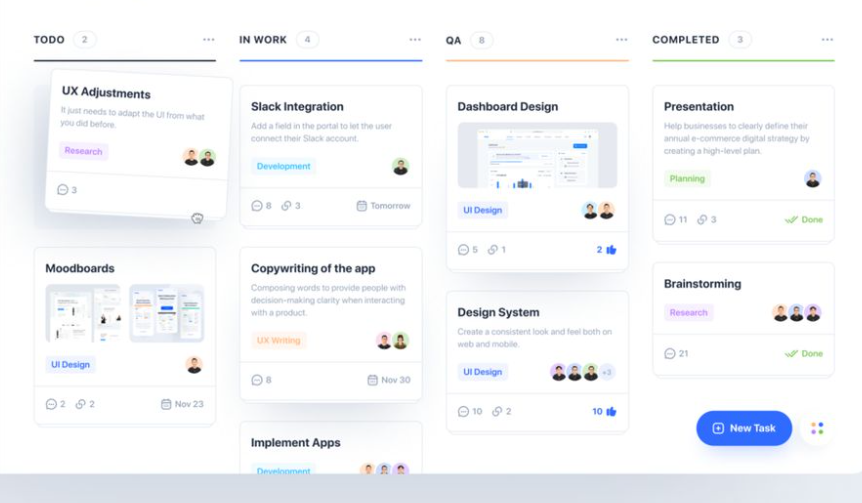 TODO 2
UX Adjustments
It just needs to adapt the UI from what
you did before.
Research
3
Moodboards
UI Design
2 2 Nov 23
IN WORK 4
Slack Integration
Add a field in the portal to let the user
connect their Slack account.
Development
8 3 Tomorrow
Copywriting of the app
Composing words to provide people with
decision-making clarity when interacting
with a product.
UX Writing
8 Nov 30
Implement Apps
Development
QA 8
Dashboard Design
UI Design
5 1 2
Design System
Create a consistent look and feel both on
web and mobile.
UI Design +3
10 2 10
COMPLETED 3
Presentation
Help businesses to clearly define their
annual e-commerce digital strategy by
creating a high-level plan.
Planning
11 3 Done
Brainstorming
Research
21 Done
New Task